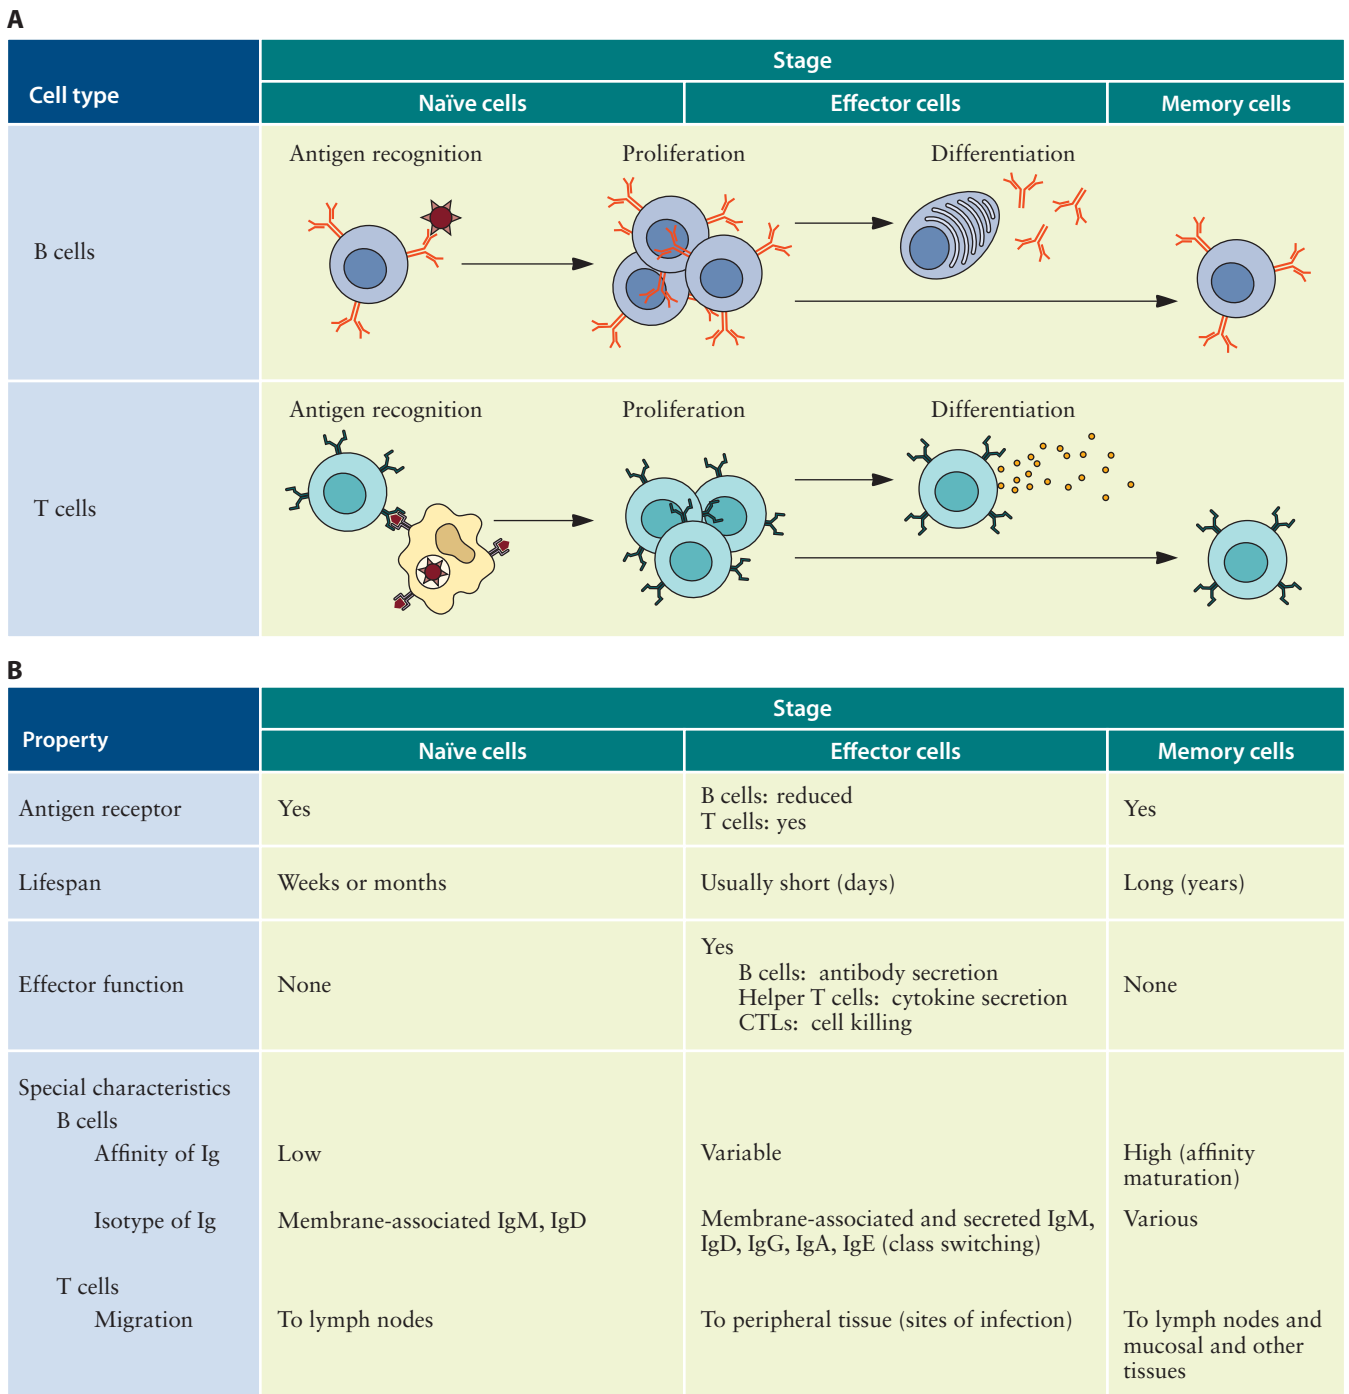 A
Cell type
Stage
Naïve cells
Effector cells
Memory cells
B cells
Antigen recognition
Proliferation
Differentiation
T cells
Antigen recognition
Proliferation
Differentiation
B
Property
Stage
Naïve cells
Effector cells
Memory cells
Antigen receptor
Yes
B cells: reduced
T cells: yes
Yes
Lifespan
Weeks or months
Usually short (days)
Long (years)
Effector function
None
Yes
B cells: antibody secretion
Helper T cells: cytokine secretion
CTLs: cell killing
None
Special characteristics
B cells
Affinity of Ig
Low
Variable
High (affinity
maturation)
Isotype of Ig
Membrane-associated IgM, IgD
Membrane-associated and secreted IgM,
IgD, IgG, IgA, IgE (class switching)
Various
T cells
Migration
To lymph nodes
To peripheral tissue (sites of infection)
To lymph nodes and
mucosal and other
tissues